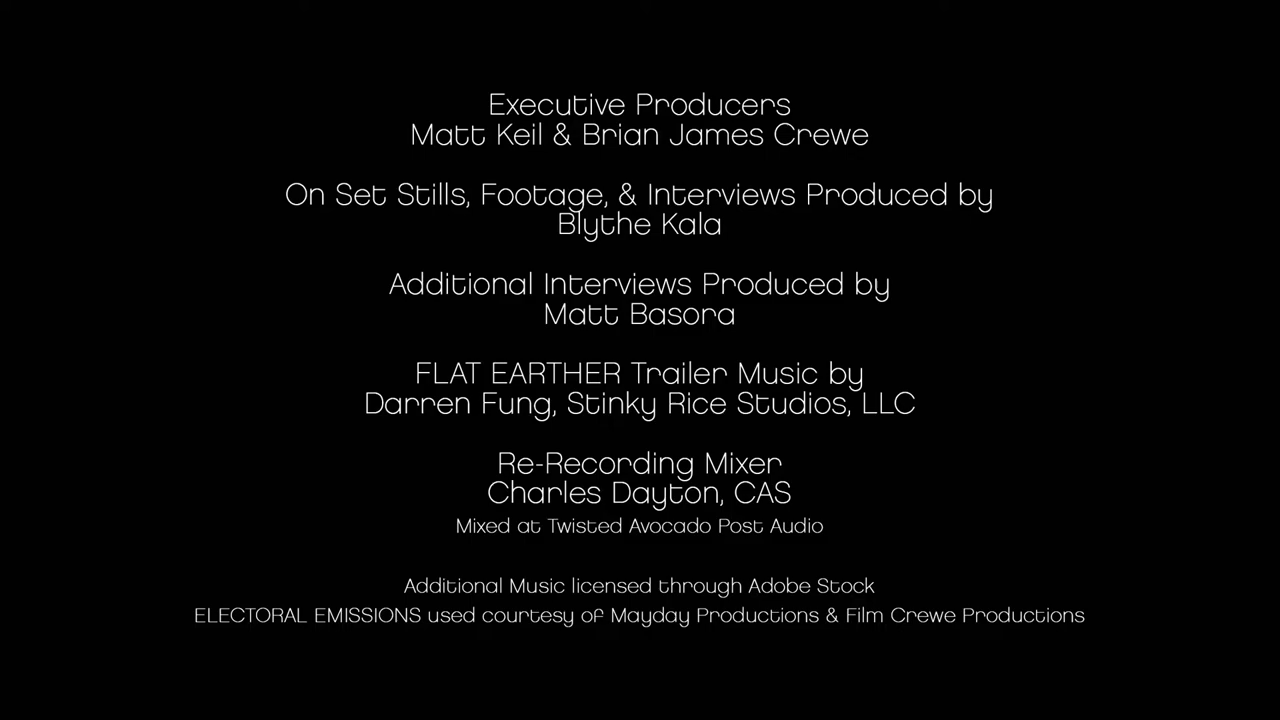 Executive Producers
Matt Keil & Brian James Crewe
On Set Stills, Footage, & Interviews Produced by
Blythe Kala
Additional Interviews Produced by
Matt Basora
FLAT EARTHER Trailer Music by
Darren Fung, Stinky Rice Studios, LLC
Re-Recording Mixer
Charles Dayton, CAS
Mixed at Twisted Avocado Post Audio
Additional Music licensed through Adobe Stock
ELECTORAL EMISSIONS used courtesy of Mayday Productions & Film Crewe Productions